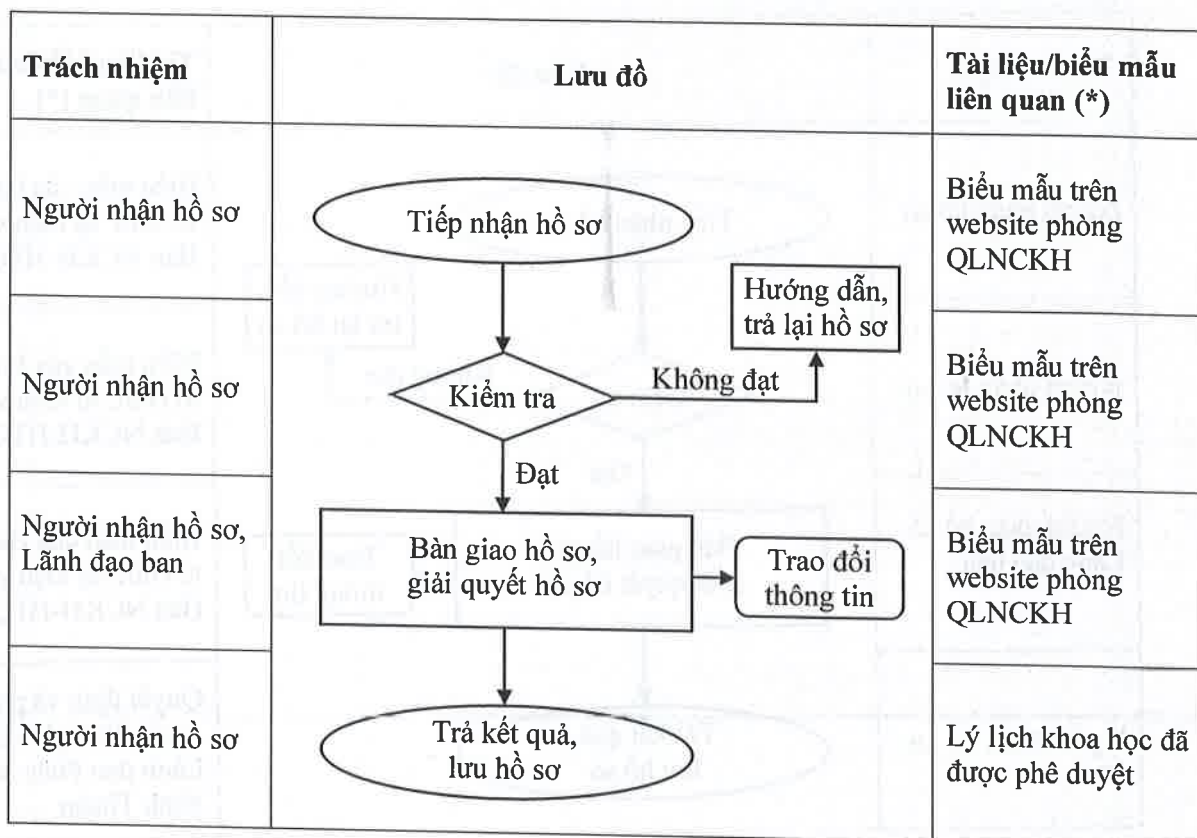 Trách nhiệm
Lưu đồ
Tài liệu/biểu mẫu
liên quan (*)
Người nhận hồ sơ
Tiếp nhận hồ sơ
Biểu mẫu trên
website phòng
QLNCKH
Hướng dẫn,
trả lại hồ sơ
Người nhận hồ sơ
Kiểm tra
Không đạt
Biểu mẫu trên
website phòng
QLNCKH
Đạt
Người nhận hồ sơ,
Lãnh đạo ban
Bàn giao hồ sơ,
giải quyết hồ sơ
Trao đổi
thông tin
Biểu mẫu trên
website phòng
QLNCKH
Người nhận hồ sơ
Trả kết quả,
lưu hồ sơ
Lý lịch khoa học đã
được phê duyệt